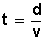 t = d/v